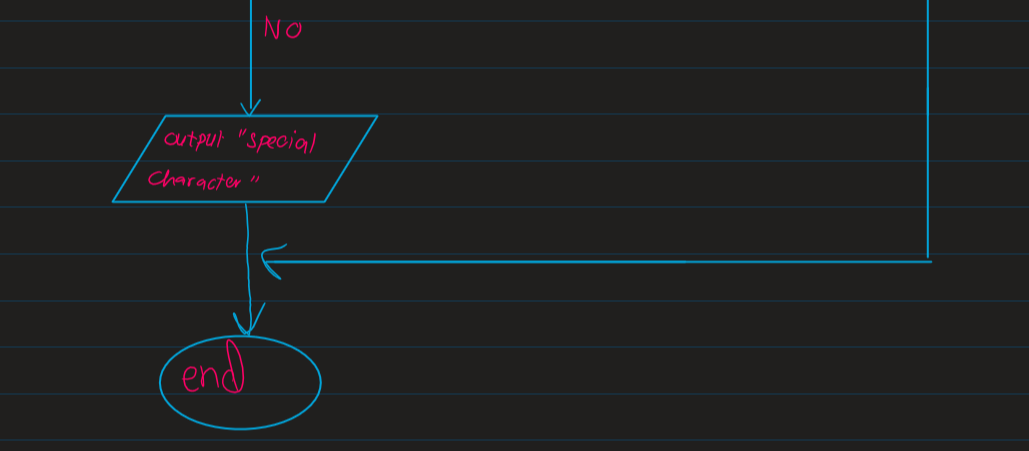 NO
output "special
character"
end